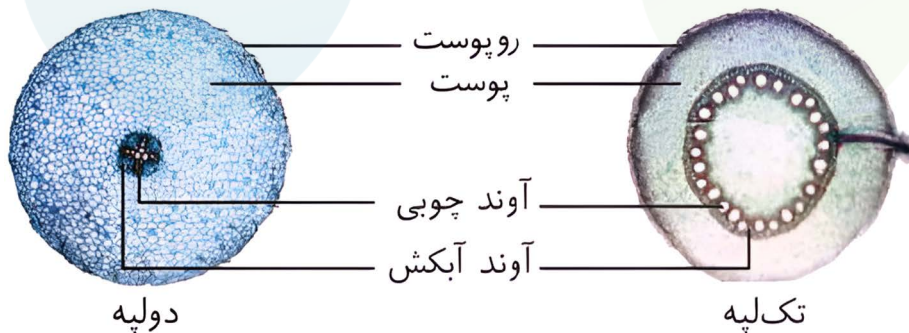 روپوست
پوست
آوند چوبی
آوند آبکش
تک‌لپه
دولپه